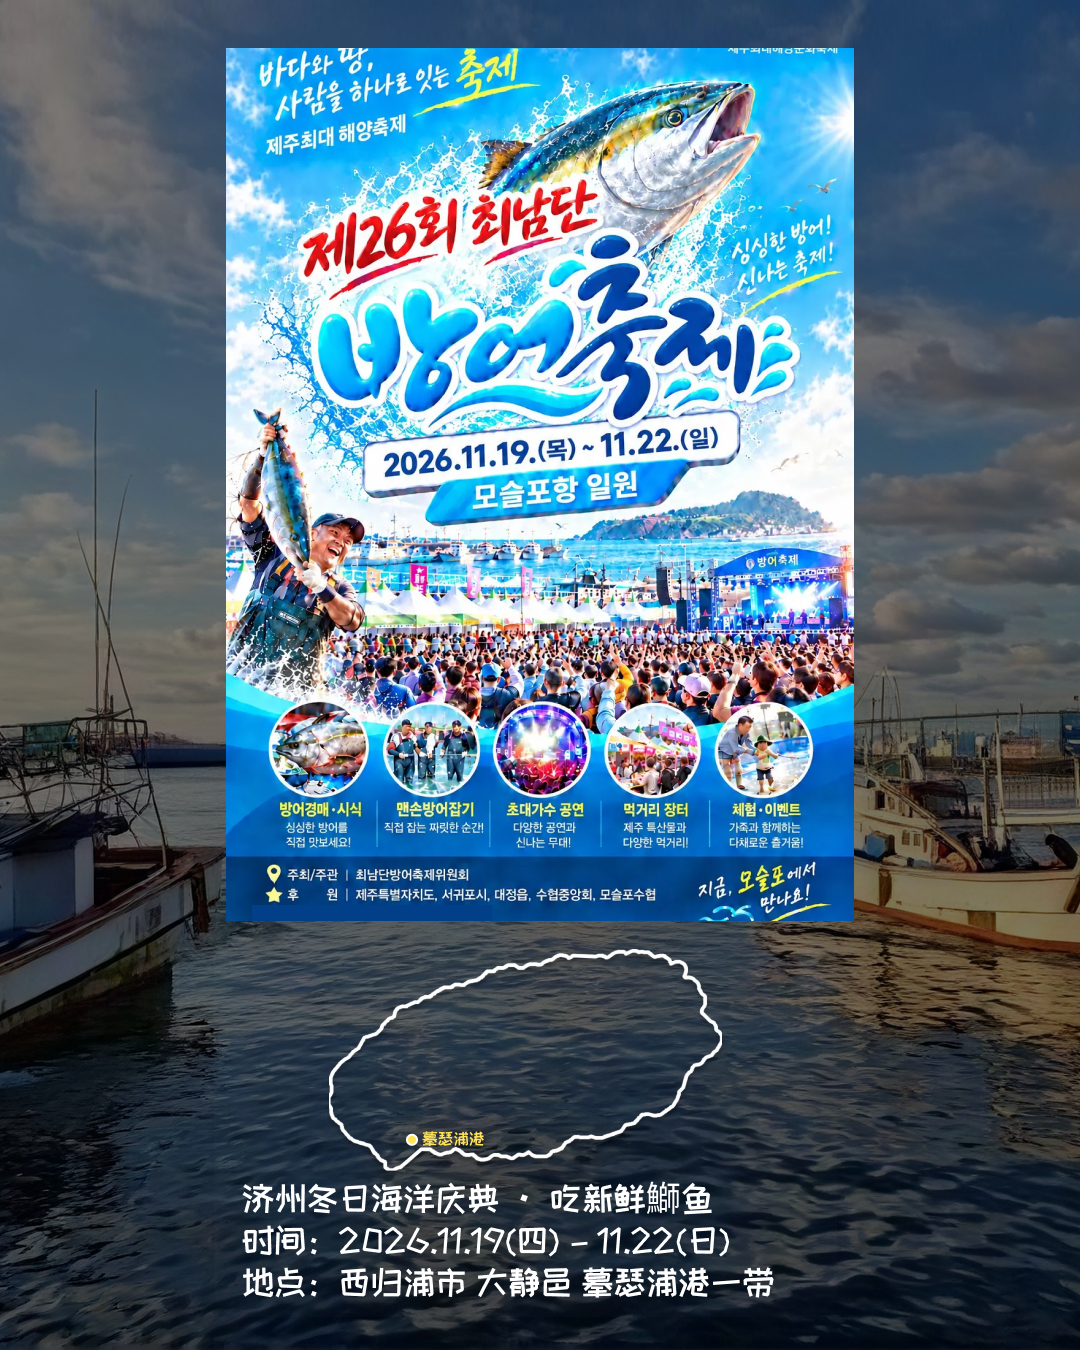 제주최대해양문화축제
바다와 땅,
사람을 하나로 잇는 축제
제주최대 해양축제
제26회 최남단
방어축제
싱싱한 방어!
신나는 축제!
2026.11.19.(목) ~ 11.22.(일)
모슬포항 일원
방어축제
방어경매·시식
싱싱한 방어를
직접 맛보세요!
맨손방어잡기
직접 잡는 짜릿한 순간!
초대가수 공연
다양한 공연과
신나는 무대!
먹거리 장터
제주 특산물과
다양한 먹거리!
체험·이벤트
가족과 함께하는
다채로운 즐거움!
주최/주관 | 최남단방어축제위원회
후 원 | 제주특별자치도, 서귀포시, 대정읍, 수협중앙회, 모슬포수협
지금, 모슬포에서
만나요!
摹瑟浦港
济州冬日海洋庆典 · 吃新鲜鰤鱼
时间：2026.11.19(四) - 11.22(日)
地点：西归浦市 大静邑 摹瑟浦港一带